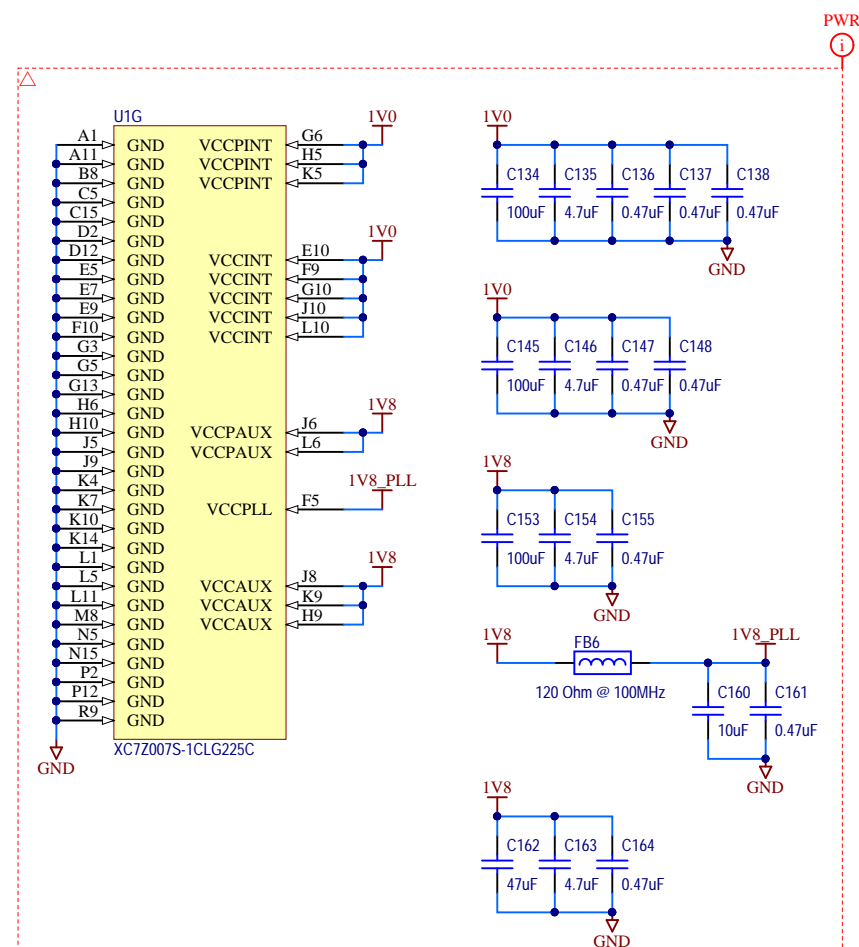 PWR
i
U1G
A1 GND VCCPINT G6 1V0
A11 GND VCCPINT H5
B8 GND VCCPINT K5
C5 GND
C15 GND
D2 GND 1V0
D12 GND VCCINT E10
E5 GND VCCINT F9
E7 GND VCCINT G10
E9 GND VCCINT J10
F10 GND VCCINT L10
G3 GND
G5 GND
G13 GND
H6 GND 1V8
H10 GND VCCPAUX J6
J5 GND VCCPAUX L6
J9 GND
K4 GND 1V8_PLL
K7 GND VCCPLL F5
K10 GND
K14 GND
L1 GND 1V8
L5 GND VCCAUX J8
L11 GND VCCAUX K9
M8 GND VCCAUX H9
N5 GND
N15 GND
P2 GND
P12 GND
R9 GND
XC7Z007S-1CLG225C
GND
1V0
C134 C135 C136 C137 C138
100uF 4.7uF 0.47uF 0.47uF 0.47uF
GND
1V0
C145 C146 C147 C148
100uF 4.7uF 0.47uF 0.47uF
GND
1V8
C153 C154 C155
100uF 4.7uF 0.47uF
GND
1V8 FB6 1V8_PLL
120 Ohm @ 100MHz
C160 C161
10uF 0.47uF
GND
1V8
C162 C163 C164
47uF 4.7uF 0.47uF
GND